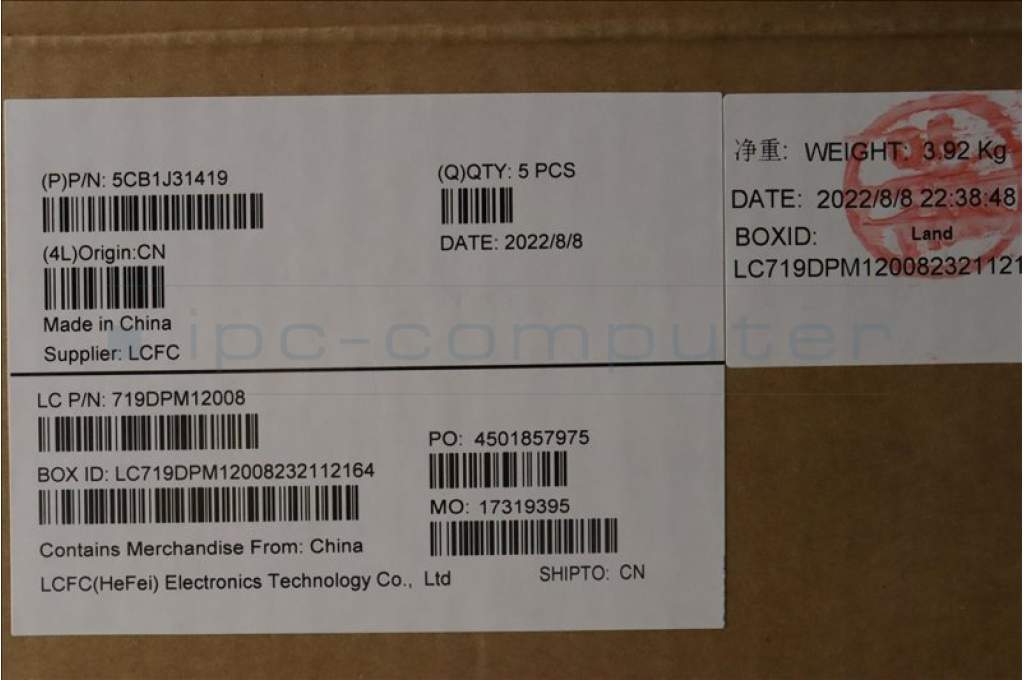 (P)P/N: 5CB1J31419
(Q)QTY: 5 PCS
(4L)Origin:CN
DATE: 2022/8/8
Made in China
Supplier: LCFC
LC P/N: 719DPM12008
PO: 4501857975
BOX ID: LC719DPM12008232112164
MO: 17319395
Contains Merchandise From: China
LCFC(HeFei) Electronics Technology Co., Ltd
SHIPTO: CN
净重: WEIGHT: 3.92 Kg
DATE: 2022/8/8 22:38:48
BOXID: Land
LC719DPM120082321121
ipc-computer